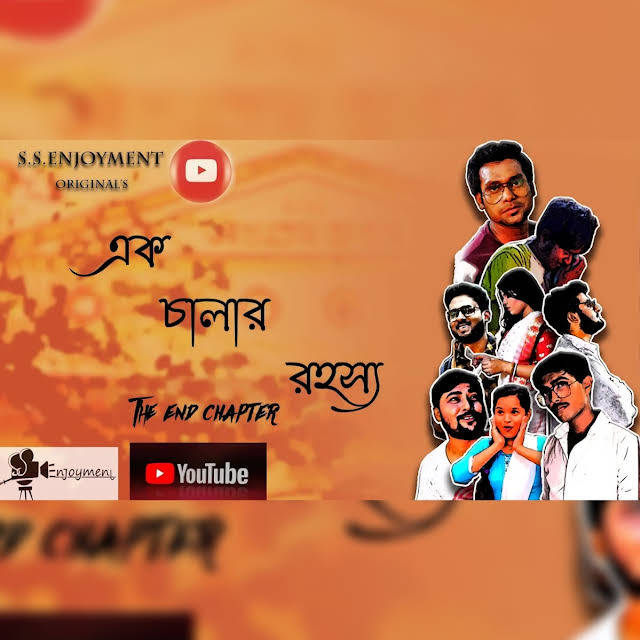 S.S.ENJOYMENT
ORIGINAL'S
এক
চালার
রহস্য
THE END CHAPTER
Enjoyment
YouTube